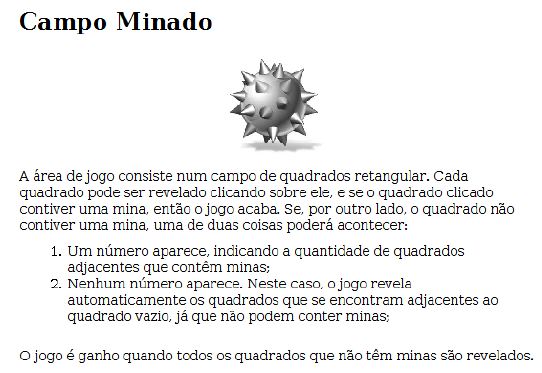 Campo Minado
A área de jogo consiste num campo de quadrados retangular. Cada
quadrado pode ser revelado clicando sobre ele, e se o quadrado clicado
contiver uma mina, então o jogo acaba. Se, por outro lado, o quadrado não
contiver uma mina, uma de duas coisas poderá acontecer:
1. Um número aparece, indicando a quantidade de quadrados
adjacentes que contêm minas;
2. Nenhum número aparece. Neste caso, o jogo revela
automaticamente os quadrados que se encontram adjacentes ao
quadrado vazio, já que não podem conter minas;
O jogo é ganho quando todos os quadrados que não têm minas são revelados.